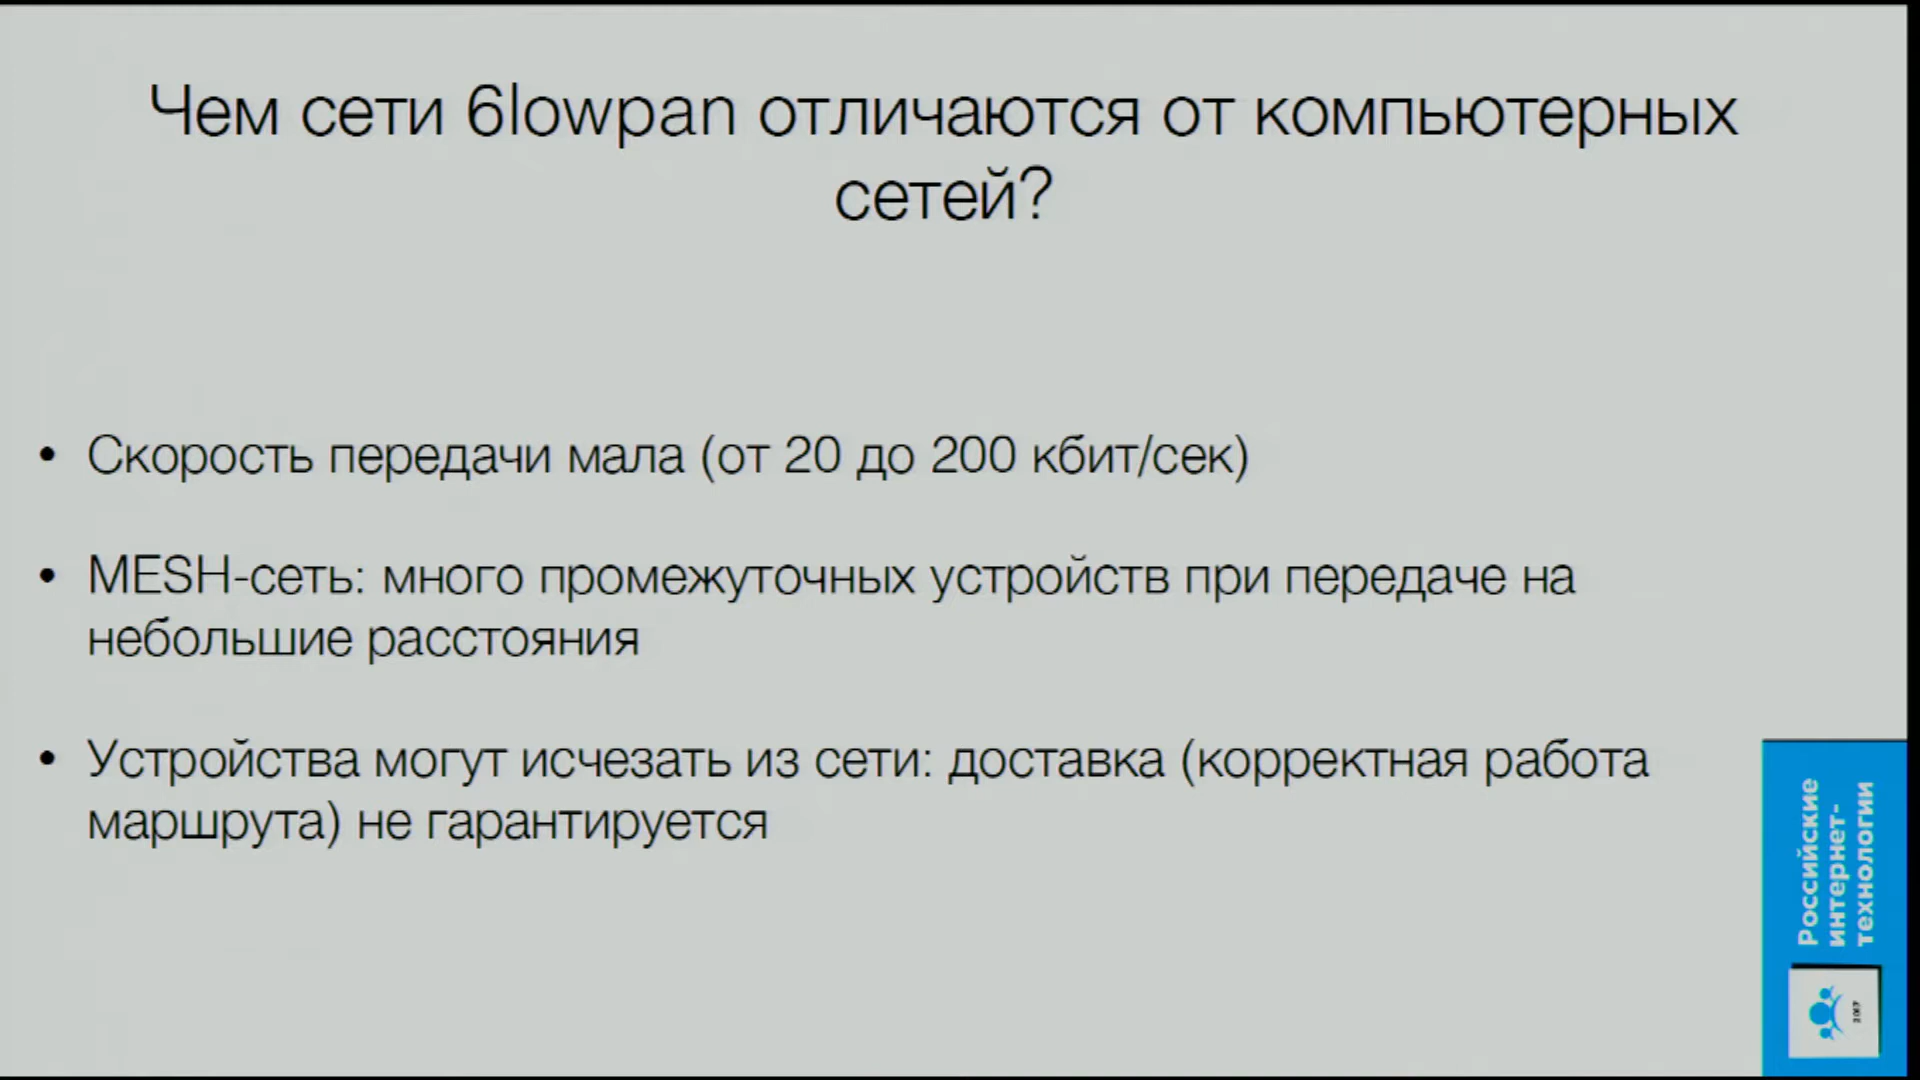 Чем сети 6lowpan отличаются от компьютерных
сетей?
• Скорость передачи мала (от 20 до 200 кбит/сек)
• MESH-сеть: много промежуточных устройств при передаче на
небольшие расстояния
• Устройства могут исчезать из сети: доставка (корректная работа
маршрута) не гарантируется
Российские
интернет-
технологии
2017